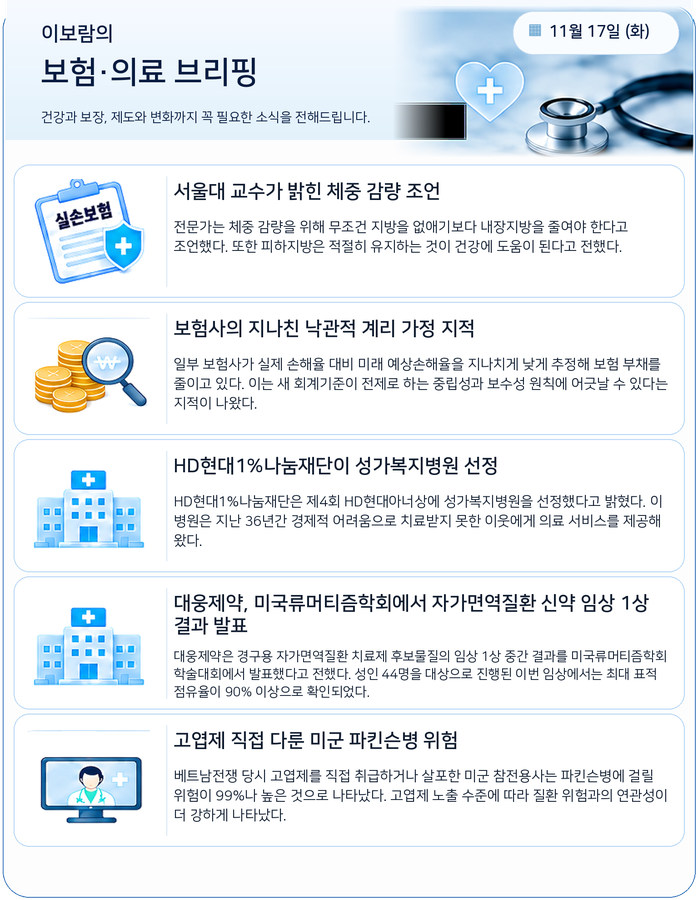 이보람의
11월 17일 (화)
보험·의료 브리핑
건강과 보장, 제도와 변화까지 꼭 필요한 소식을 전해드립니다.
실손보험
서울대 교수가 밝힌 체중 감량 조언
전문가는 체중 감량을 위해 무조건 지방을 없애기보다 내장지방을 줄여야 한다고
조언했다. 또한 피하지방은 적절히 유지하는 것이 건강에 도움이 된다고 전했다.
보험사의 지나친 낙관적 계리 가정 지적
일부 보험사가 실제 손해율 대비 미래 예상손해율을 지나치게 낮게 추정해 보험 부채를
줄이고 있다. 이는 새 회계기준이 전제로 하는 중립성과 보수성 원칙에 어긋날 수 있다는
지적이 나왔다.
₩
HD현대1%나눔재단이 성가복지병원 선정
HD현대1%나눔재단은 제4회 HD현대아너상에 성가복지병원을 선정했다고 밝혔다. 이
병원은 지난 36년간 경제적 어려움으로 치료받지 못한 이웃에게 의료 서비스를 제공해
왔다.
대웅제약, 미국류머티즘학회에서 자가면역질환 신약 임상 1상
결과 발표
대웅제약은 경구용 자가면역질환 치료제 후보물질의 임상 1상 중간 결과를 미국류머티즘학회
학술대회에서 발표했다고 전했다. 성인 44명을 대상으로 진행된 이번 임상에서는 최대 표적
점유율이 90% 이상으로 확인되었다.
고엽제 직접 다룬 미군 파킨슨병 위험
베트남전쟁 당시 고엽제를 직접 취급하거나 살포한 미군 참전용사는 파킨슨병에 걸릴
위험이 99%나 높은 것으로 나타났다. 고엽제 노출 수준에 따라 질환 위험과의 연관성이
더 강하게 나타났다.